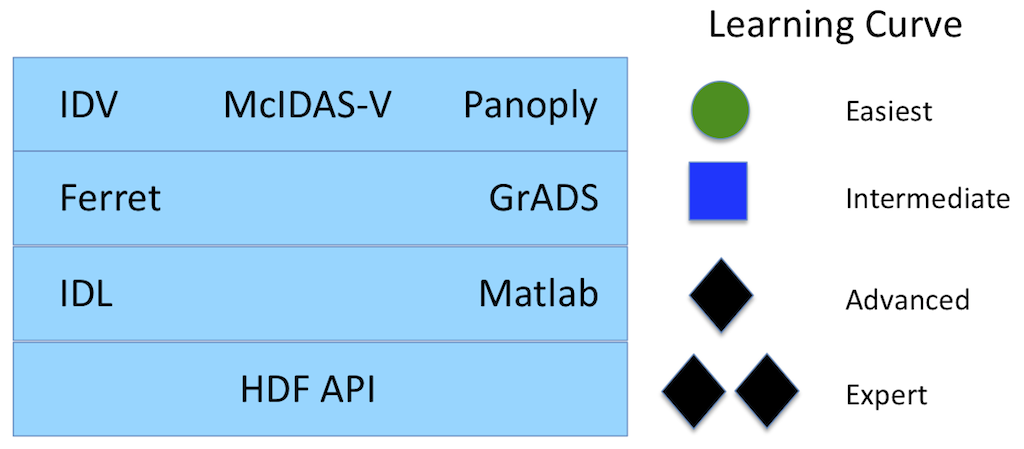 Learning Curve
IDV McIDAS-V Panoply Easiest
Ferret GrADS Intermediate
IDL Matlab Advanced
HDF API Expert